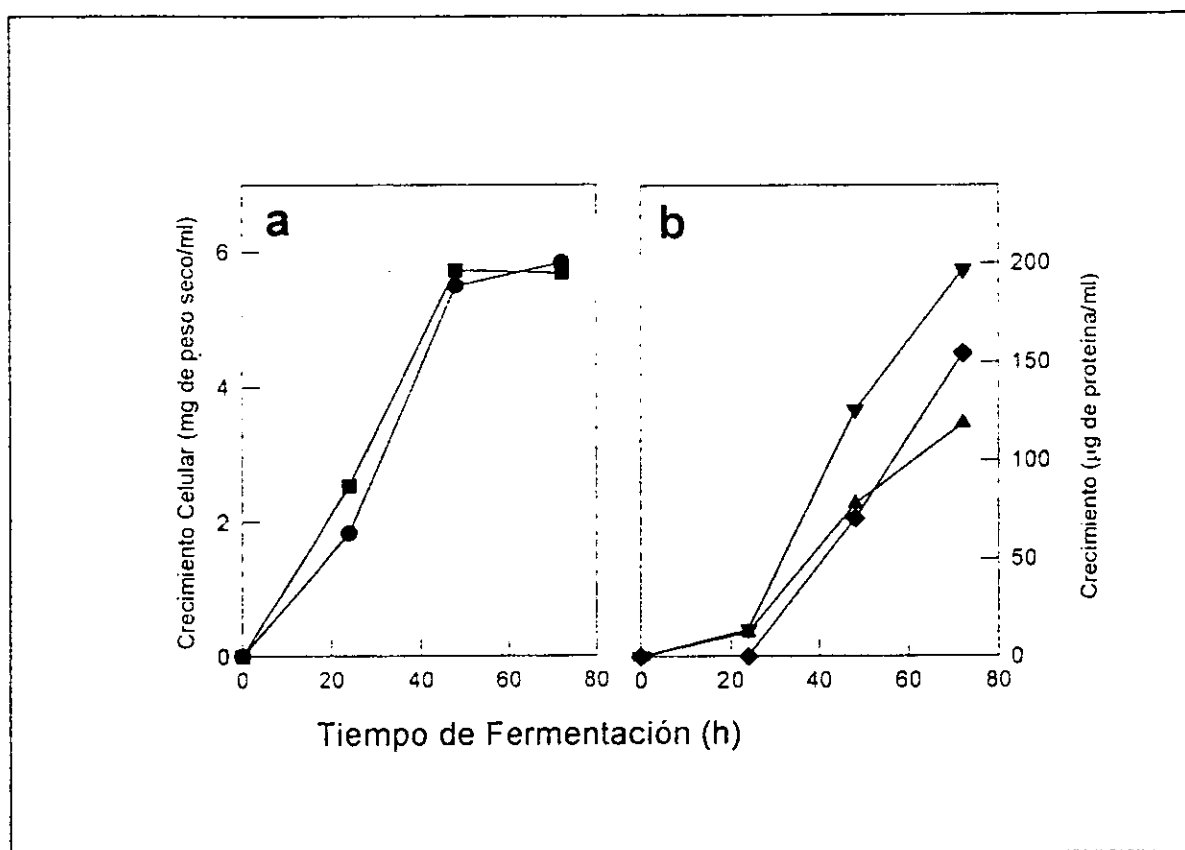 a
b
Crecimiento Celular (mg de peso seco/ml)
6
4
2
0
0 20 40 60 80
200
150
100
50
0
0 20 40 60 80
Crecimiento (µg de proteína/ml)
Tiempo de Fermentación (h)